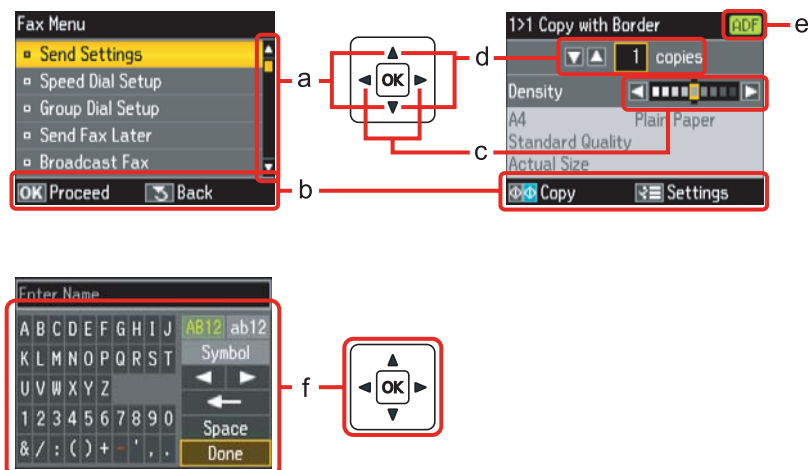 Fax Menu
Send Settings
Speed Dial Setup
Group Dial Setup
Send Fax Later
Broadcast Fax
OK Proceed Back
a
b
OK
d
c
1>1 Copy with Border ADF
e
1 copies
Density
A4 Plain Paper
Standard Quality
Actual Size
Copy Settings
Enter Name
A B C D E F G H I J AB12 ab12
K L M N O P Q R S T Symbol
U V W X Y Z
1 2 3 4 5 6 7 8 9 0 Space
& / : ( ) + - ' , . Done
f
OK